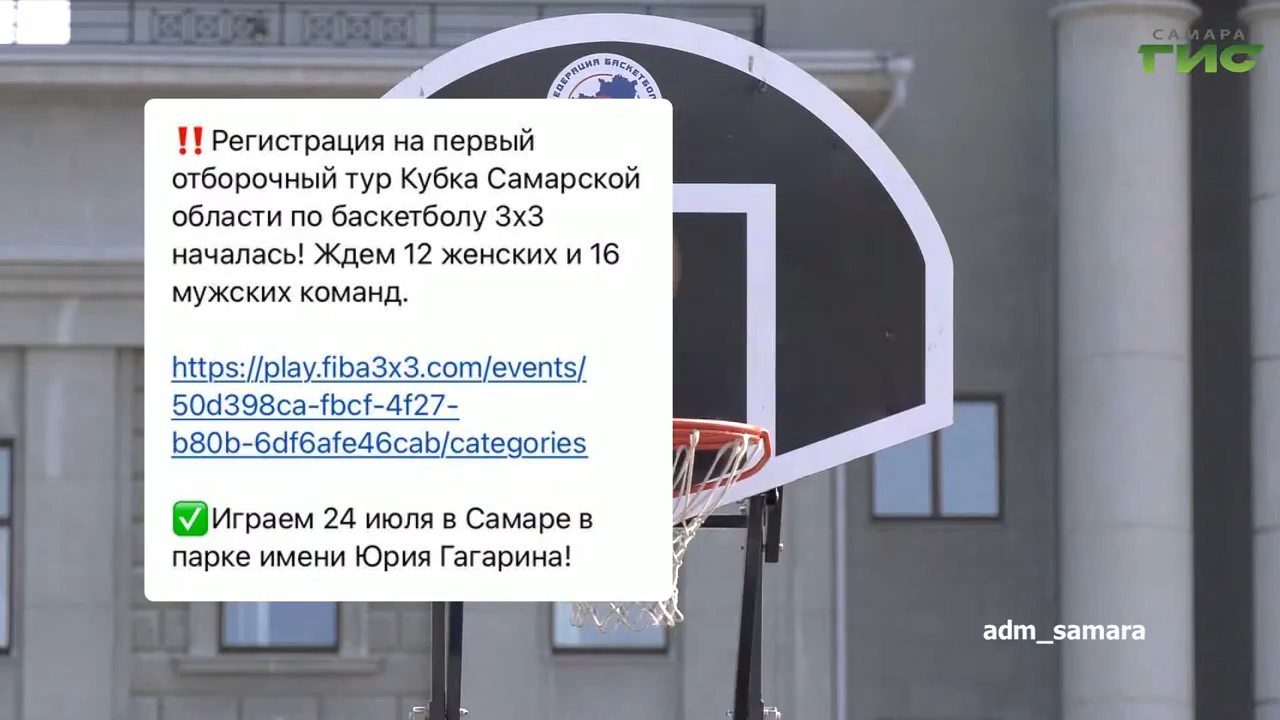 САМАРА
ГИС
ФЕДЕРАЦИЯ БАСКЕТБОЛ
‼️Регистрация на первый
отборочный тур Кубка Самарской
области по баскетболу 3х3
началась! Ждем 12 женских и 16
мужских команд.
https://play.fiba3x3.com/events/
50d398ca-fbcf-4f27-
b80b-6df6afe46cab/categories
✅Играем 24 июля в Самаре в
парке имени Юрия Гагарина!
adm_samara